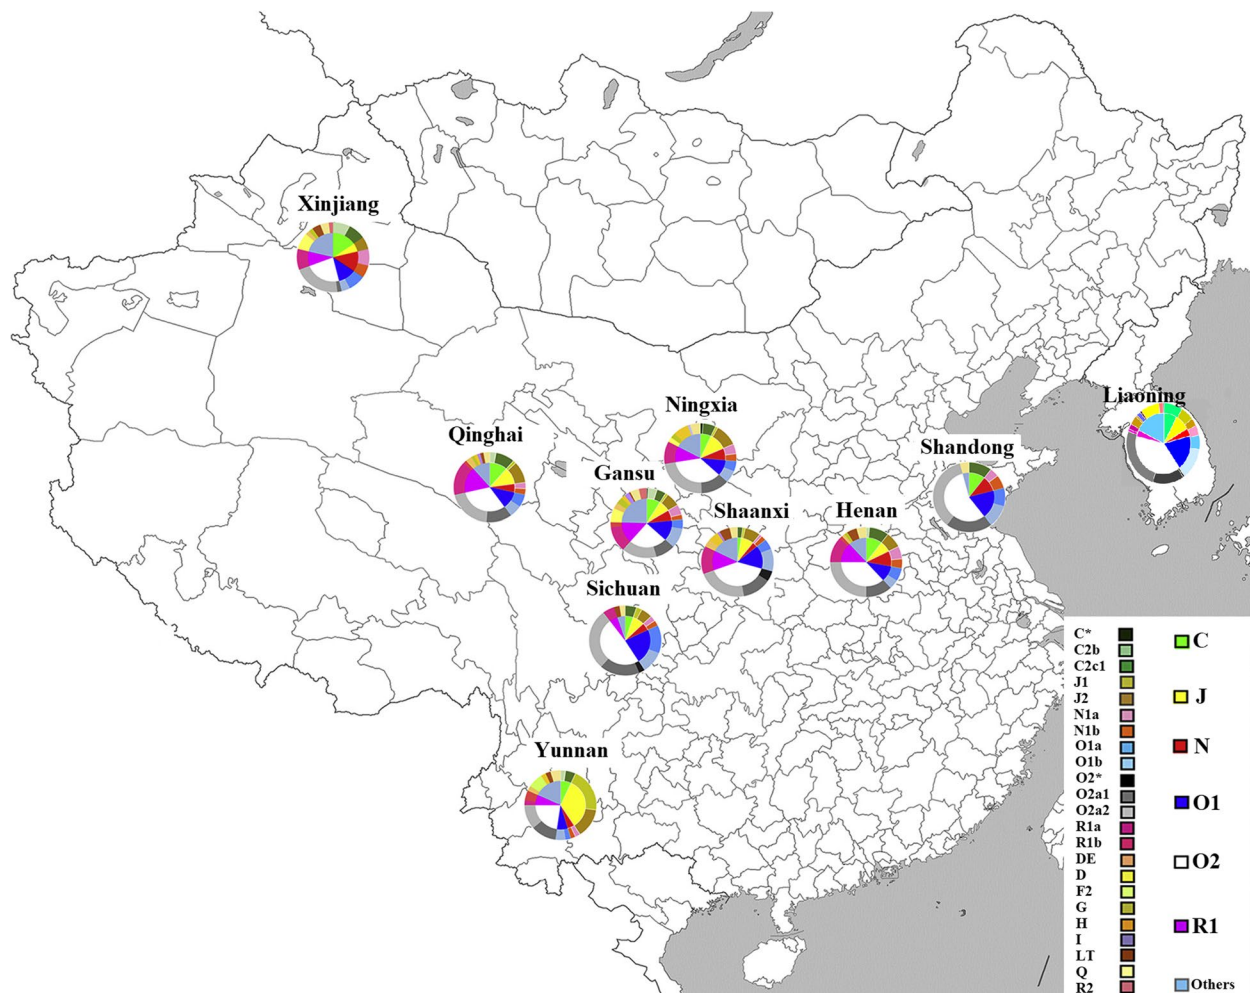 Xinjiang
Liaoning
Ningxia
Qinghai
Shandong
Gansu
Shaanxi
Henan
Sichuan
Yunnan
C*
C2b
C2c1
J1
J2
N1a
N1b
O1a
O1b
O2*
O2a1
O2a2
R1a
R1b
DE
D
F2
G
H
I
LT
Q
R2
C
J
N
O1
O2
R1
Others